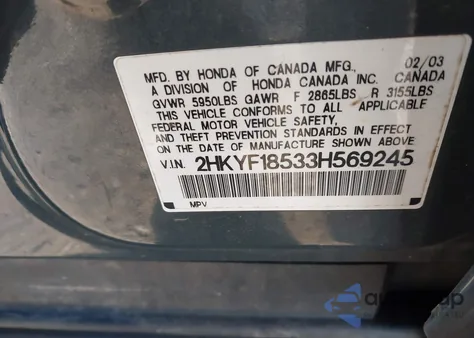 MFD. BY HONDA OF CANADA MFG., 02/03
A DIVISION OF HONDA CANADA INC. CANADA
GVWR 5950LBS GAWR F 2865LBS R 3155LBS
THIS VEHICLE CONFORMS TO ALL APPLICABLE
FEDERAL MOTOR VEHICLE SAFETY,
AND THEFT PREVENTION STANDARDS IN EFFECT
ON THE DATE OF MANUFACTURE SHOWN ABOVE.
V.I.N. 2HKYF18533H569245
MPV